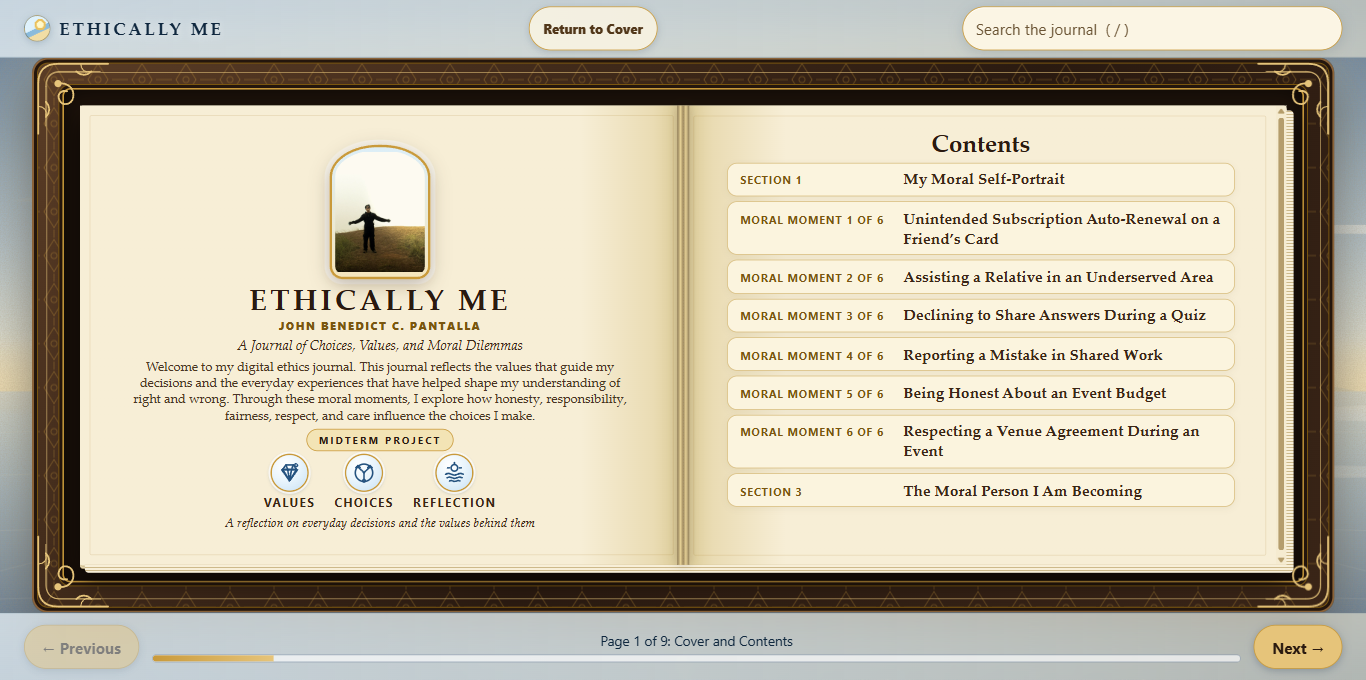 ETHICALLY ME
Return to Cover
Search the journal ( / )
ETHICALLY ME
JOHN BENEDICT C. PANTALLA
A Journal of Choices, Values, and Moral Dilemmas
Welcome to my digital ethics journal. This journal reflects the values that guide my
decisions and the everyday experiences that have helped shape my understanding of
right and wrong. Through these moral moments, I explore how honesty, responsibility,
fairness, respect, and care influence the choices I make.
MIDTERM PROJECT
VALUES CHOICES REFLECTION
A reflection on everyday decisions and the values behind them
Contents
SECTION 1 My Moral Self-Portrait
MORAL MOMENT 1 OF 6 Unintended Subscription Auto-Renewal on a
Friend’s Card
MORAL MOMENT 2 OF 6 Assisting a Relative in an Underserved Area
MORAL MOMENT 3 OF 6 Declining to Share Answers During a Quiz
MORAL MOMENT 4 OF 6 Reporting a Mistake in Shared Work
MORAL MOMENT 5 OF 6 Being Honest About an Event Budget
MORAL MOMENT 6 OF 6 Respecting a Venue Agreement During an
Event
SECTION 3 The Moral Person I Am Becoming
← Previous
Page 1 of 9: Cover and Contents
Next →